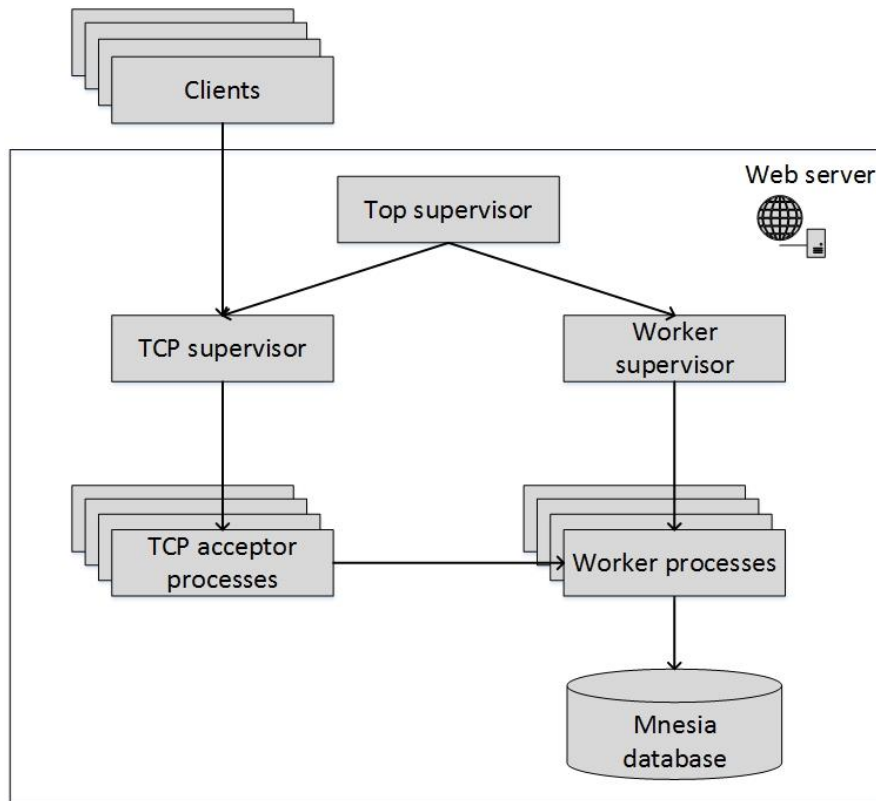 Clients
Web server
Top supervisor
TCP supervisor
Worker
supervisor
TCP acceptor
processes
Worker processes
Mnesia
database